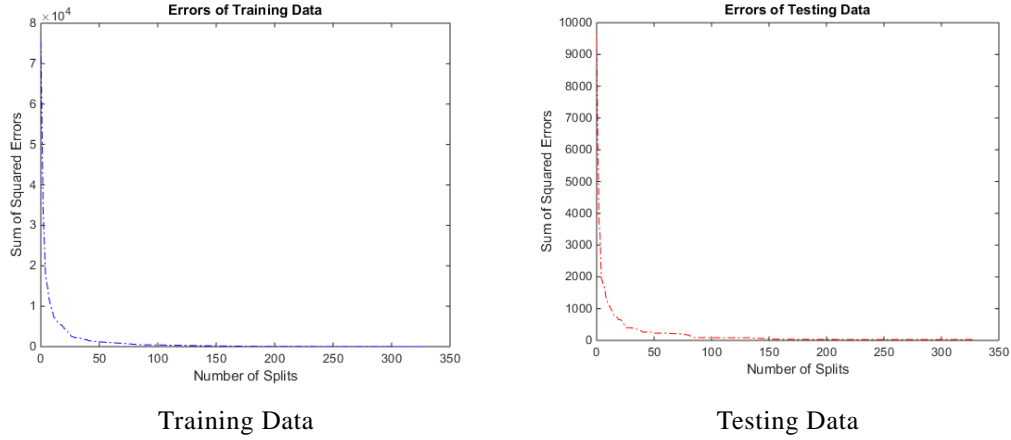 Errors of Training Data
×10⁴
8
7
6
5
4
3
2
1
0
0 50 100 150 200 250 300 350
Sum of Squared Errors
Number of Splits
Training Data
Errors of Testing Data
10000
9000
8000
7000
6000
5000
4000
3000
2000
1000
0
0 50 100 150 200 250 300 350
Sum of Squared Errors
Number of Splits
Testing Data